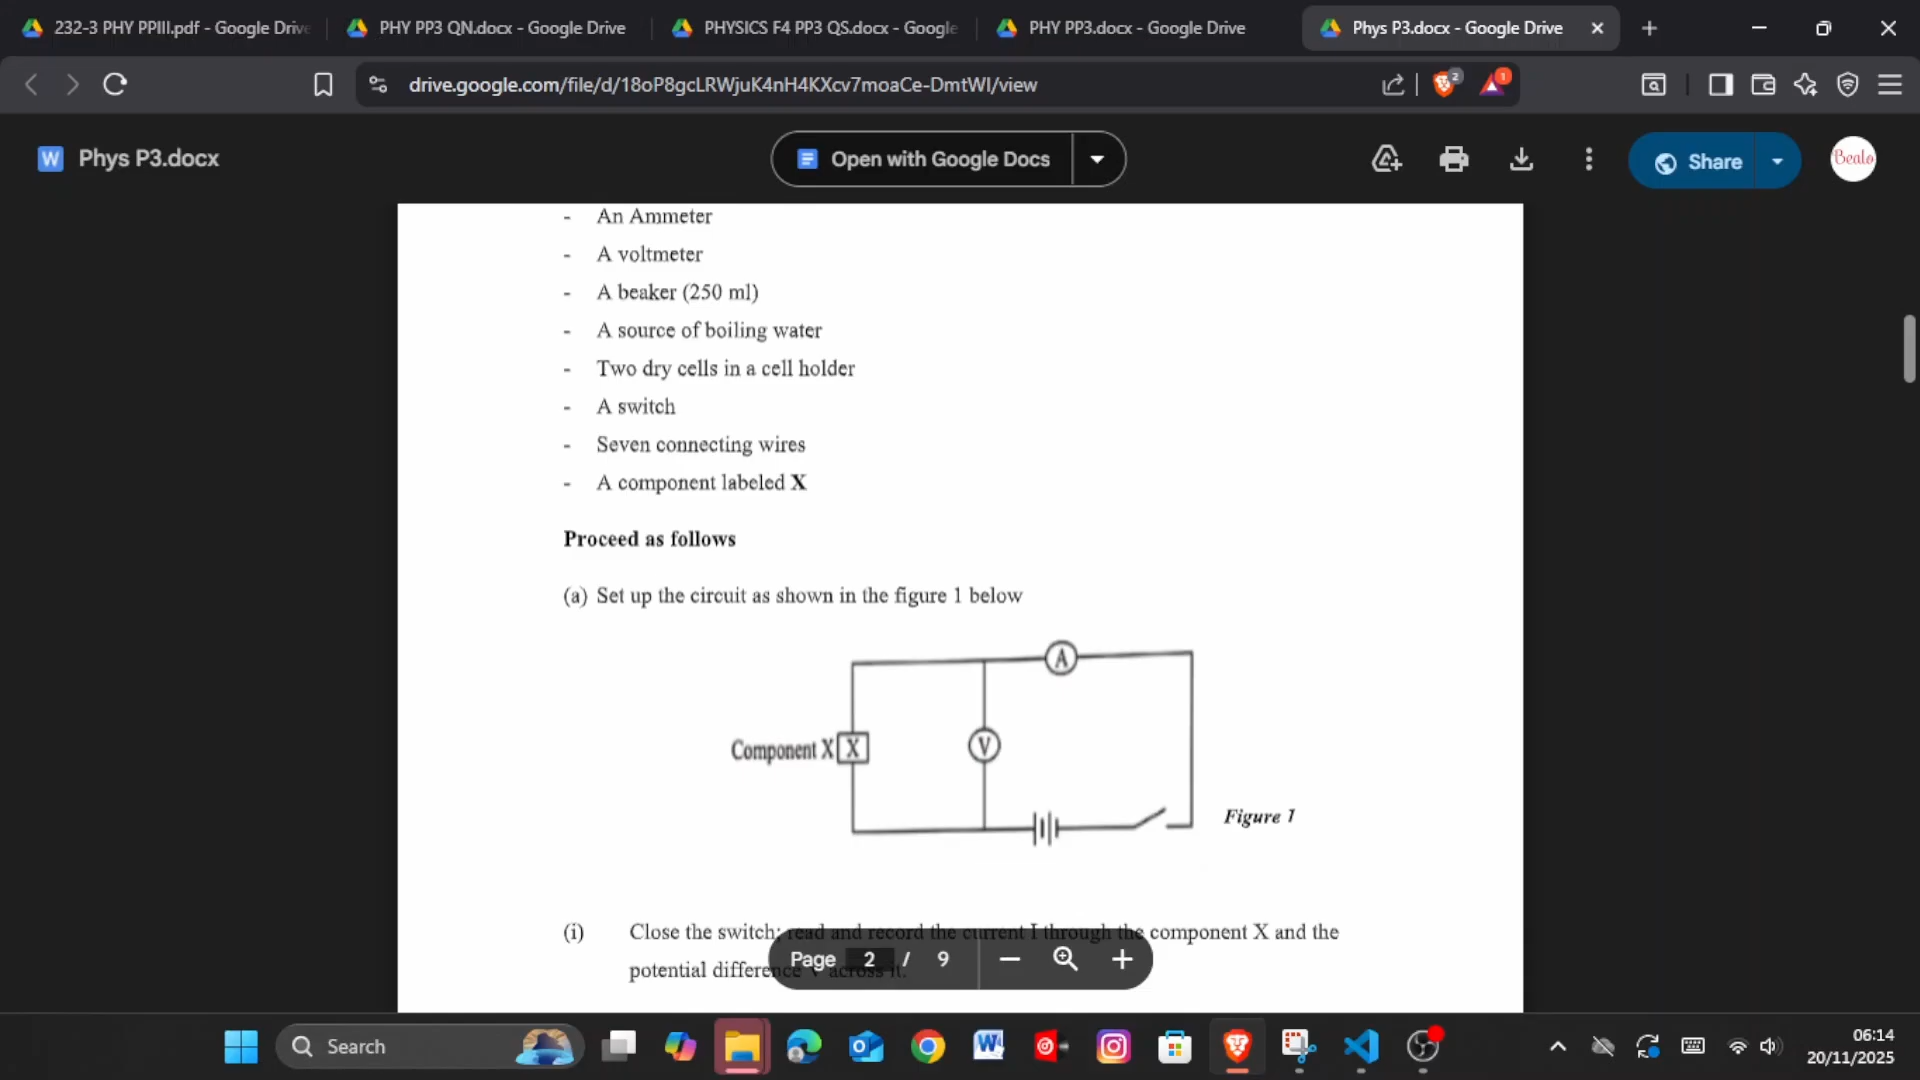 232-3 PHY PPIII.pdf - Google Drive
PHY PP3 QN.docx - Google Drive
PHYSICS F4 PP3 QS.docx - Google
PHY PP3.docx - Google Drive
Phys P3.docx - Google Drive
drive.google.com/file/d/18oP8gcLRWjuK4nH4KXcv7moaCe-DmtWI/view
2
1
W Phys P3.docx
Open with Google Docs
Share
Bealo
- An Ammeter
- A voltmeter
- A beaker (250 ml)
- A source of boiling water
- Two dry cells in a cell holder
- A switch
- Seven connecting wires
- A component labeled X
Proceed as follows
(a) Set up the circuit as shown in the figure 1 below
A
Component X X
V
Figure 1
(i) Close the switch; read and record the current I through the component X and the
potential difference V across it.
Page 2 / 9
Search
06:14
20/11/2025